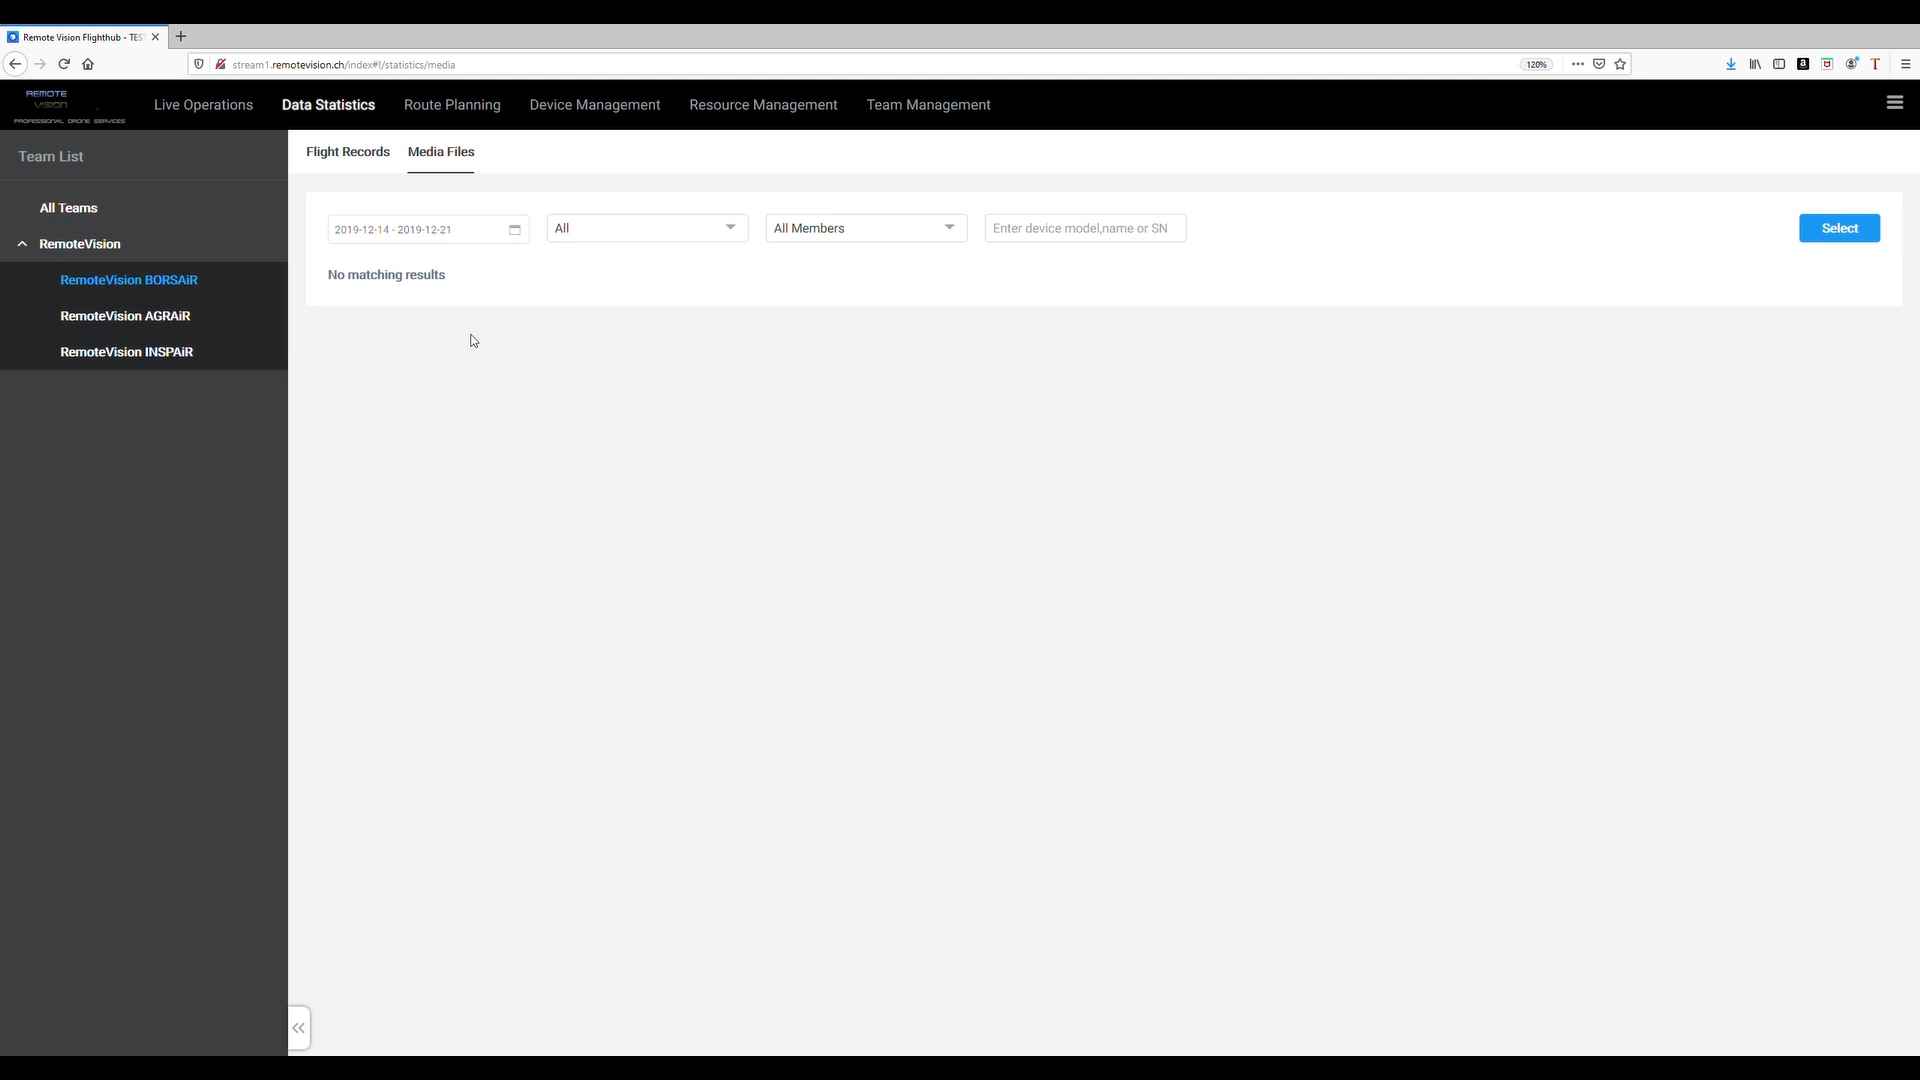 Remote Vision Flighthub - TES
stream1.remotevision.ch/index#!/statistics/media
120%
REMOTE
VISION
PROFESSIONAL DRONE SERVICES
Live Operations
Data Statistics
Route Planning
Device Management
Resource Management
Team Management
Team List
All Teams
RemoteVision
RemoteVision BORSAiR
RemoteVision AGRAiR
RemoteVision INSPAiR
Flight Records
Media Files
2019-12-14 - 2019-12-21
All
All Members
Enter device model,name or SN
Select
No matching results